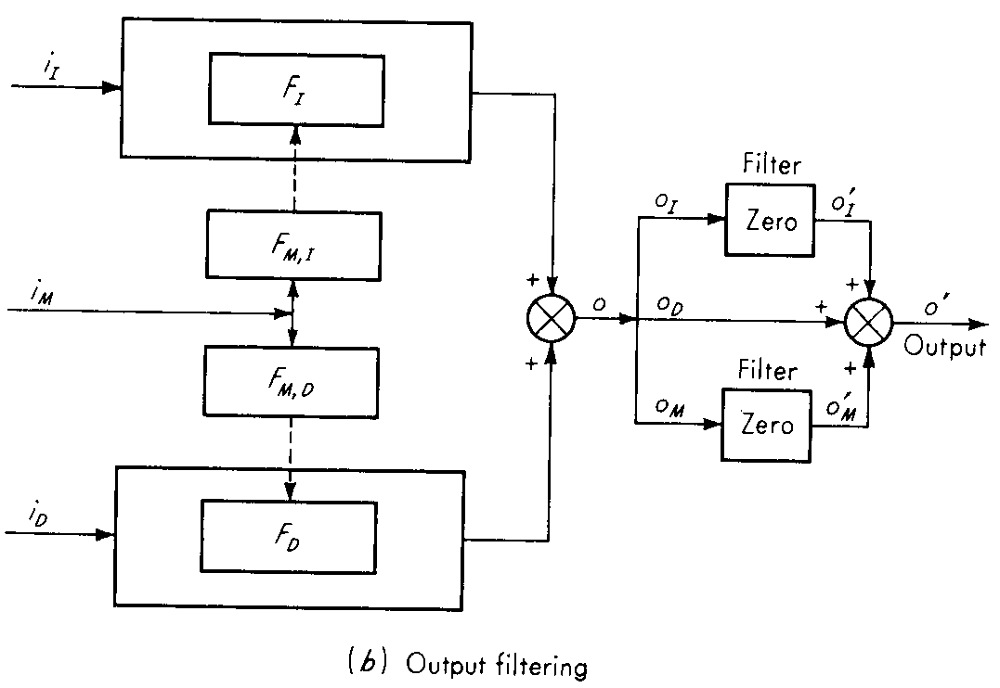 i_I
F_I
Filter
o_I
Zero
o'_I
F_{M,I}
i_M
+
+
o
o_D
+
+
o'
Output
+
+
F_{M,D}
Filter
o_M
Zero
o'_M
i_D
F_D
(b) Output filtering